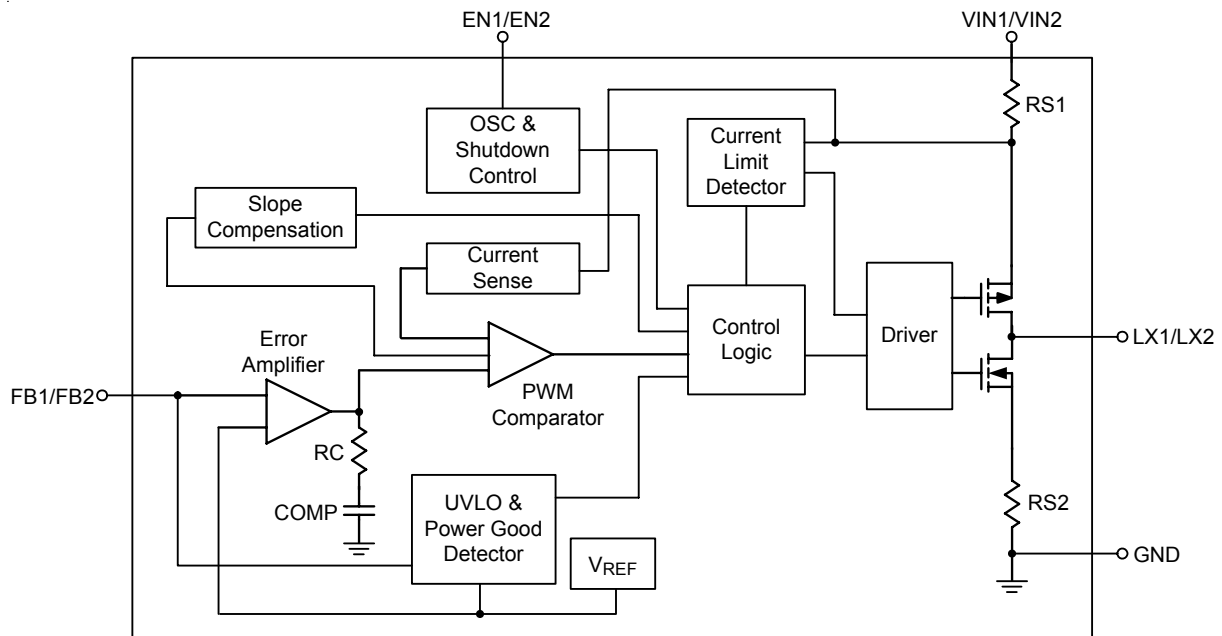 EN1/EN2
VIN1/VIN2
RS1
OSC &
Shutdown
Control
Current
Limit
Detector
Slope
Compensation
Current
Sense
Control
Logic
Driver
LX1/LX2
Error
Amplifier
FB1/FB2
PWM
Comparator
RC
COMP
UVLO &
Power Good
Detector
VREF
RS2
GND